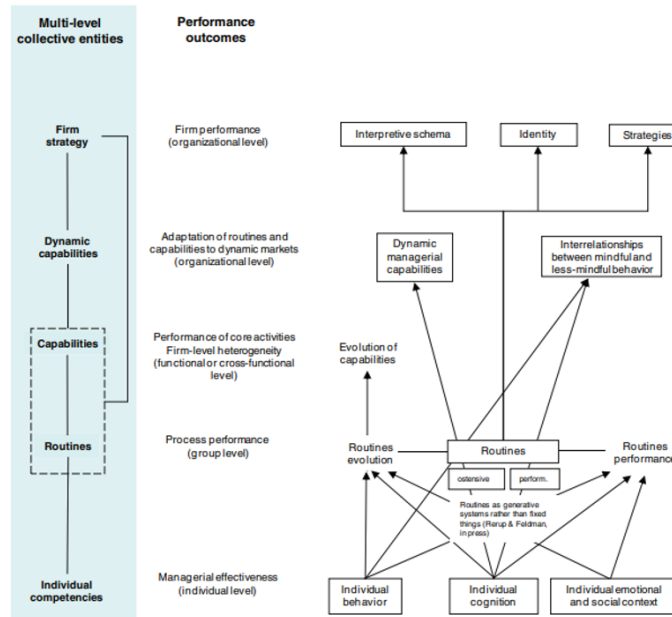 Multi-level
collective entities
Performance
outcomes
Firm
strategy
Firm performance
(organizational level)
Interpretive schema
Identity
Strategies
Dynamic
capabilities
Adaptation of routines and
capabilities to dynamic markets
(organizational level)
Dynamic
managerial
capabilities
Interrelationships
between mindful and
less-mindful behavior
Capabilities
Performance of core activities
Firm-level heterogeneity
(functional or cross-functional
level)
Evolution of
capabilities
Routines
Process performance
(group level)
Routines
evolution
Routines
ostensive
perform.
Routines
performance
Routines as generative
systems rather than fixed
things (Rerup & Feldman,
in press)
Individual
competencies
Managerial effectiveness
(individual level)
Individual
behavior
Individual
cognition
Individual emotional
and social context